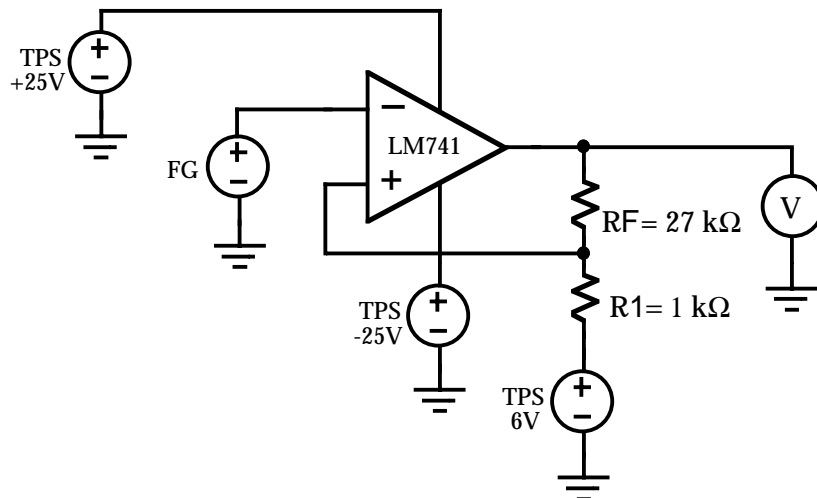 TPS
+25V
LM741
FG
V
RF= 27 kΩ
TPS
-25V
R1= 1 kΩ
TPS
6V